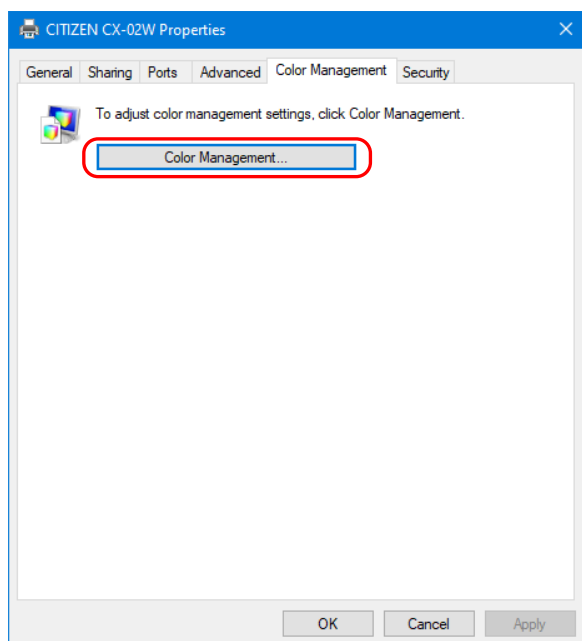 CITIZEN CX-02W Properties
General Sharing Ports Advanced Color Management Security
To adjust color management settings, click Color Management.
Color Management...
OK Cancel Apply